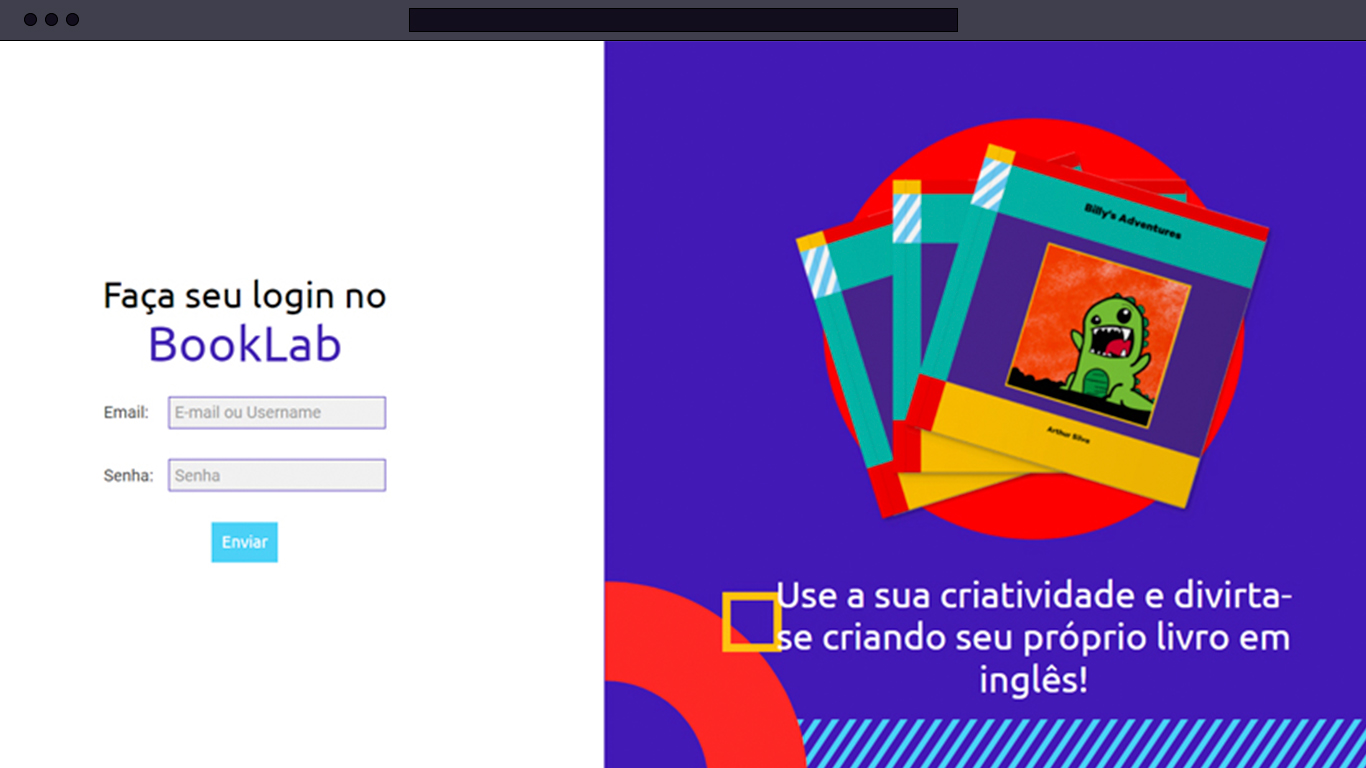 Faça seu login no
BookLab
Email:
E-mail ou Username
Senha:
Senha
Enviar
Billy's Adventures
Arthur Silva
Use a sua criatividade e divirta-
se criando seu próprio livro em
inglês!